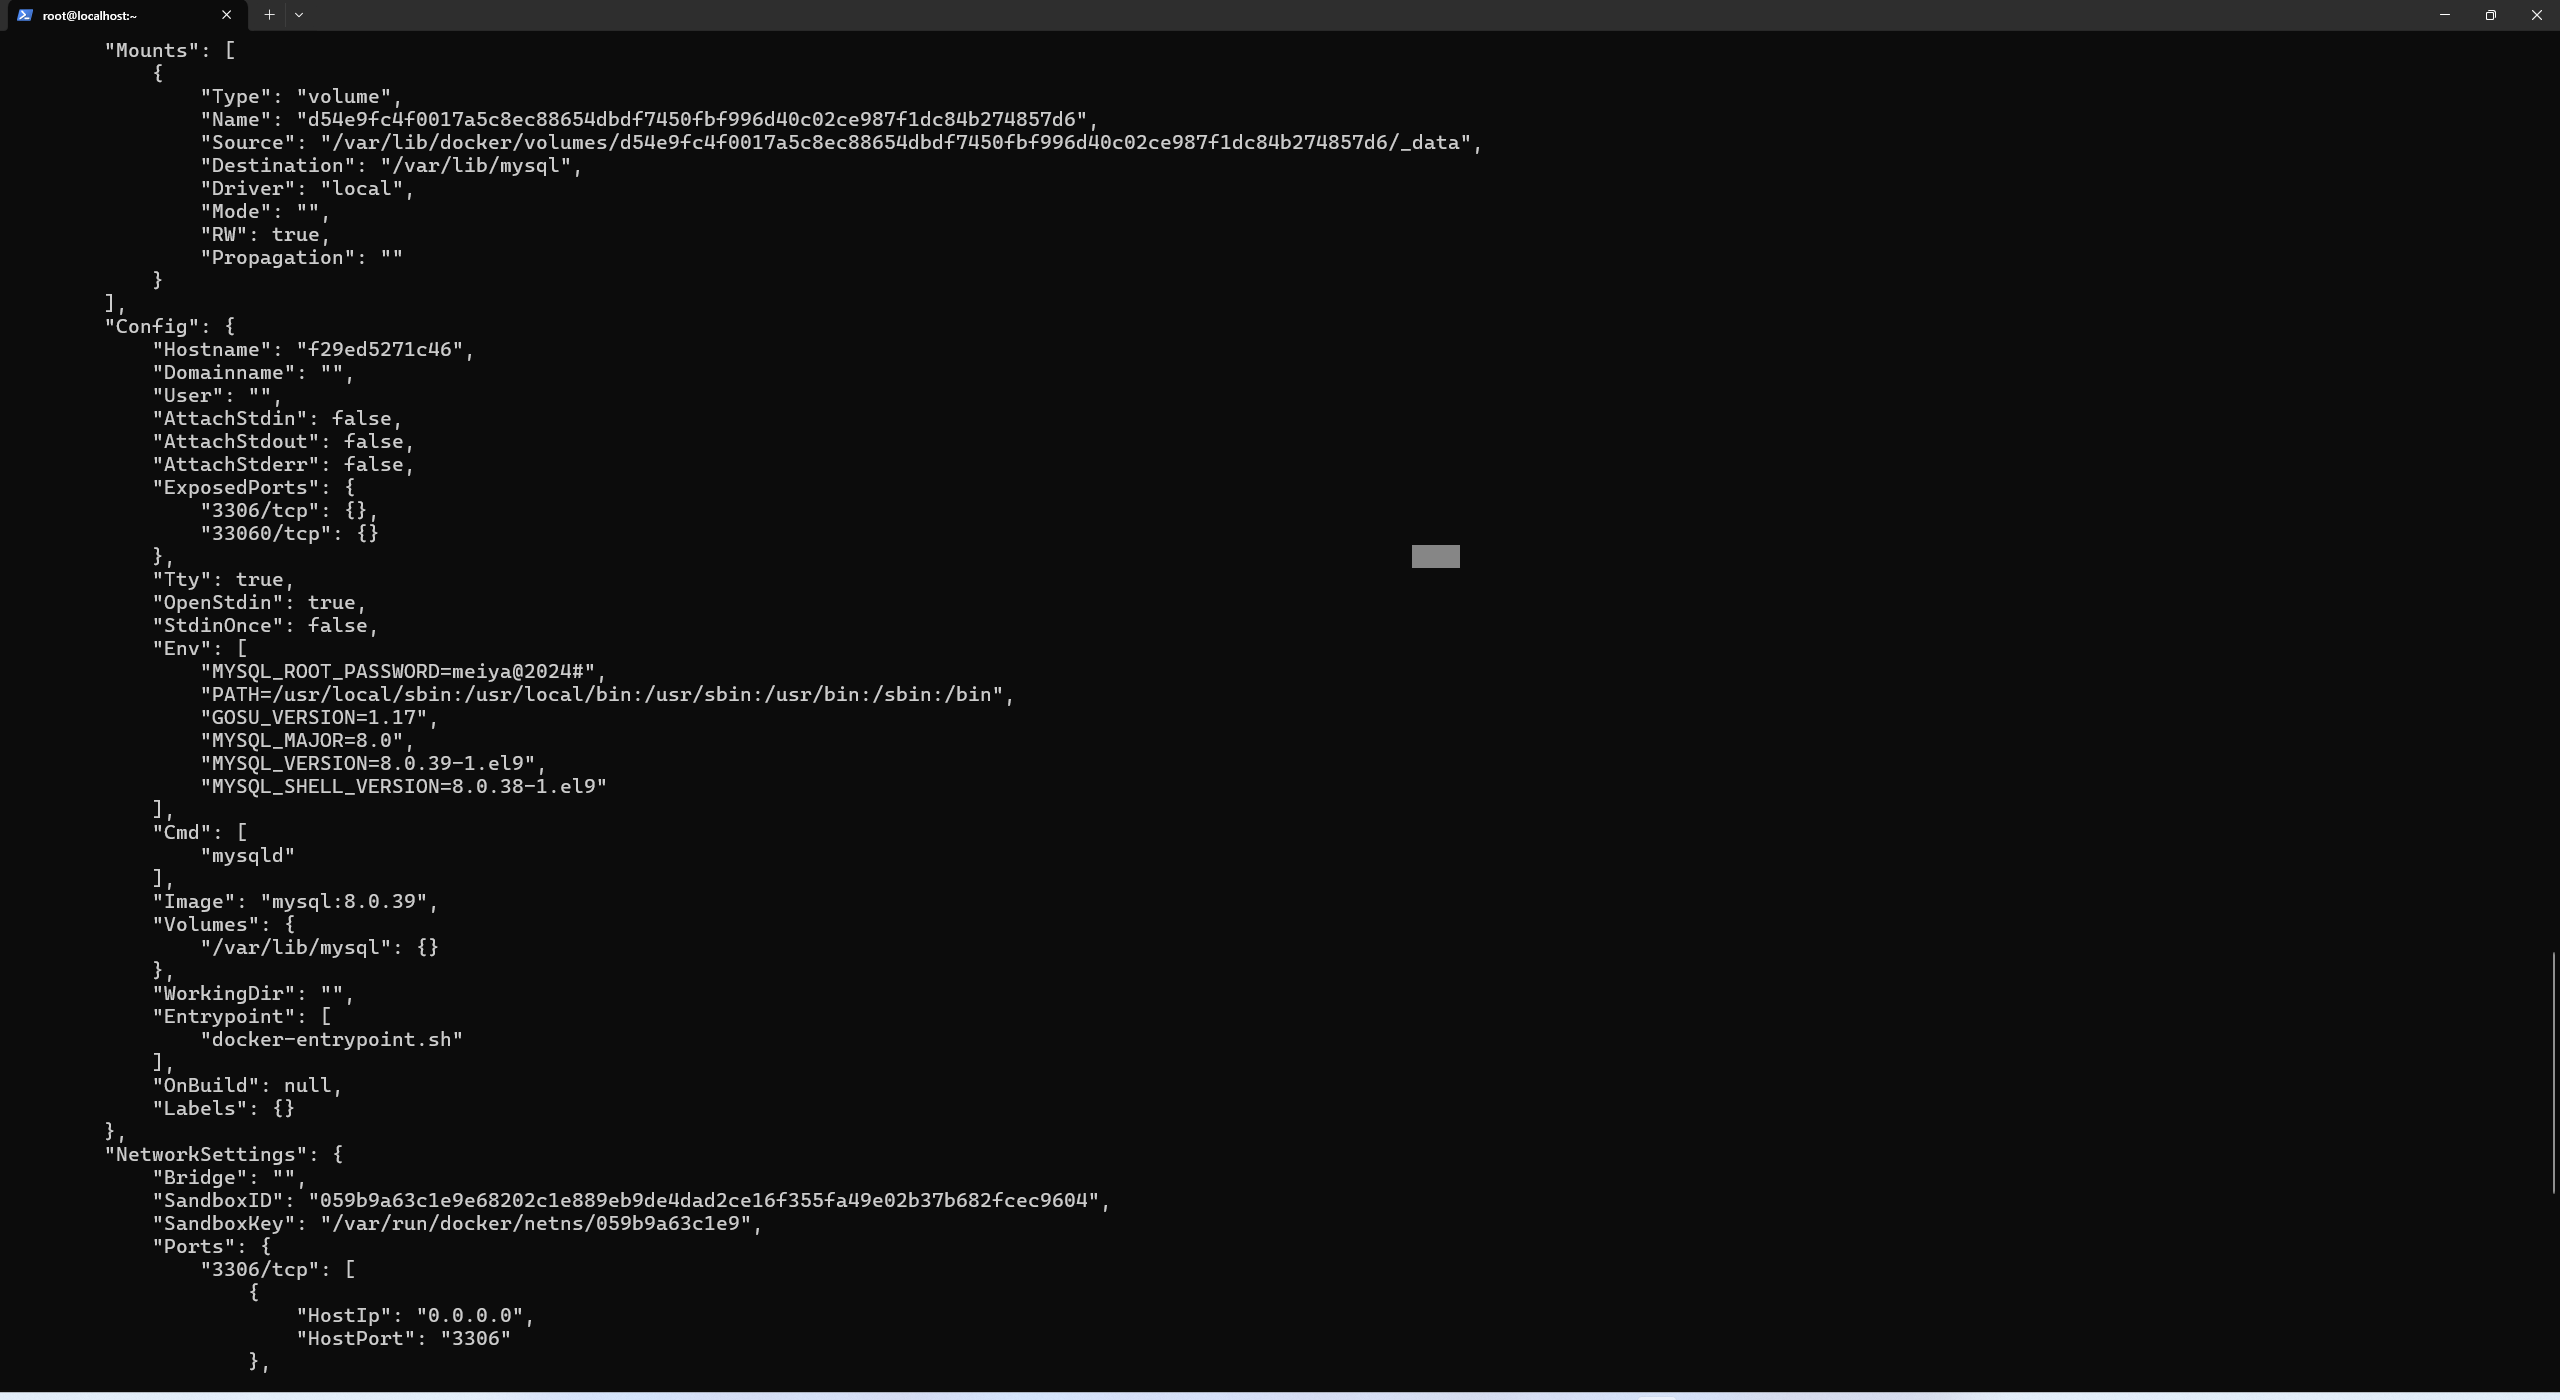 root@localhost:~
"Mounts": [
{
"Type": "volume",
"Name": "d54e9fc4f0017a5c8ec88654dbdf7450fbf996d40c02ce987f1dc84b274857d6",
"Source": "/var/lib/docker/volumes/d54e9fc4f0017a5c8ec88654dbdf7450fbf996d40c02ce987f1dc84b274857d6/_data",
"Destination": "/var/lib/mysql",
"Driver": "local",
"Mode": "",
"RW": true,
"Propagation": ""
}
],
"Config": {
"Hostname": "f29ed5271c46",
"Domainname": "",
"User": "",
"AttachStdin": false,
"AttachStdout": false,
"AttachStderr": false,
"ExposedPorts": {
"3306/tcp": {},
"33060/tcp": {}
},
"Tty": true,
"OpenStdin": true,
"StdinOnce": false,
"Env": [
"MYSQL_ROOT_PASSWORD=meiya@2024#",
"PATH=/usr/local/sbin:/usr/local/bin:/usr/sbin:/usr/bin:/sbin:/bin",
"GOSU_VERSION=1.17",
"MYSQL_MAJOR=8.0",
"MYSQL_VERSION=8.0.39-1.el9",
"MYSQL_SHELL_VERSION=8.0.38-1.el9"
],
"Cmd": [
"mysqld"
],
"Image": "mysql:8.0.39",
"Volumes": {
"/var/lib/mysql": {}
},
"WorkingDir": "",
"Entrypoint": [
"docker-entrypoint.sh"
],
"OnBuild": null,
"Labels": {}
},
"NetworkSettings": {
"Bridge": "",
"SandboxID": "059b9a63c1e9e68202c1e889eb9de4dad2ce16f355fa49e02b37b682fcec9604",
"SandboxKey": "/var/run/docker/netns/059b9a63c1e9",
"Ports": {
"3306/tcp": [
{
"HostIp": "0.0.0.0",
"HostPort": "3306"
},